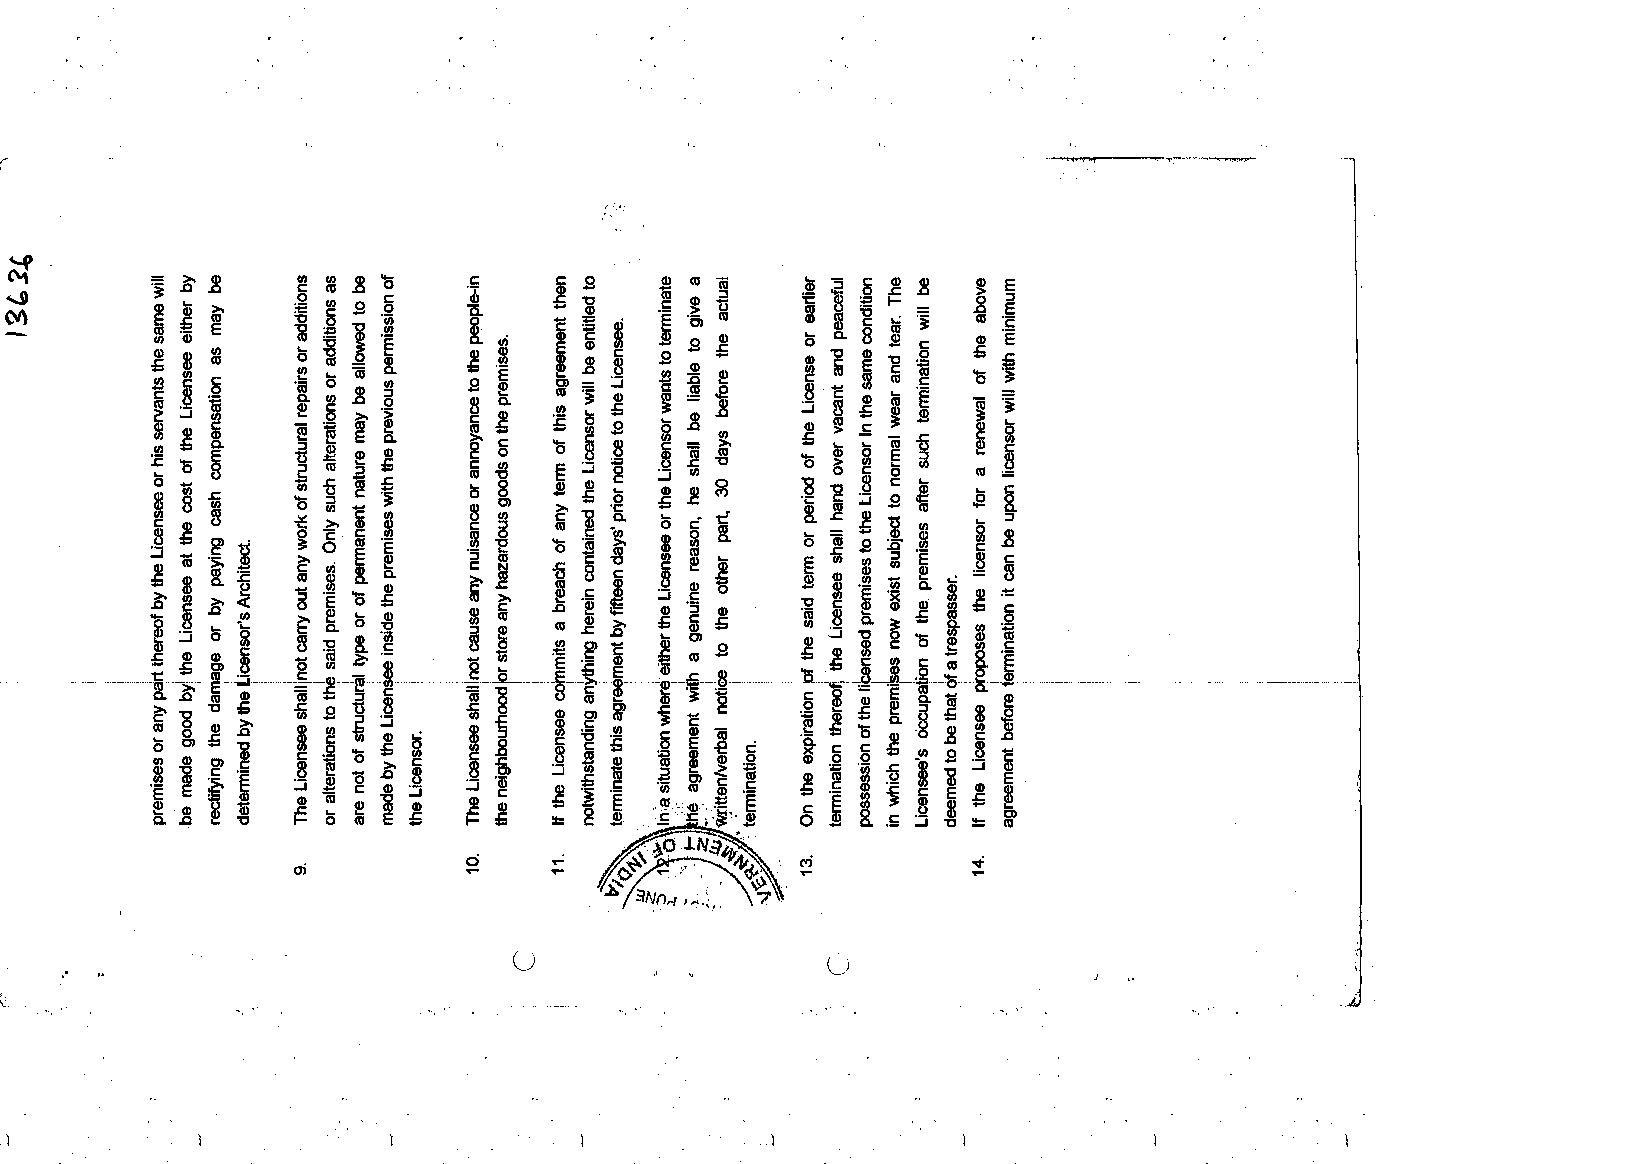 13636
premises or any part thereof by the Licensee or his servants the same will
be made good by the Licensee at the cost of the Licensee either by
rectifying the damage or by paying cash compensation as may be
determined by the Licensor's Architect.
9. The Licensee shall not carry out any work of structural repairs or additions
or alterations to the said premises. Only such alterations or additions as
are not of structural type or of permanent nature may be allowed to be
made by the Licensee inside the premises with the previous permission of
the Licensor.
10. The Licensee shall not cause any nuisance or annoyance to the people-in
the neighbourhood or store any hazardous goods on the premises.
11. If the Licensee commits a breach of any term of this agreement then
notwithstanding anything herein contained the Licensor will be entitled to
terminate this agreement by fifteen days' prior notice to the Licensee.
12. In a situation where either the Licensee or the Licensor wants to terminate
the agreement with a genuine reason, he shall be liable to give a
written/verbal notice to the other part, 30 days before the actual
termination.
13. On the expiration of the said term or period of the License or earlier
termination thereof, the Licensee shall hand over vacant and peaceful
possession of the licensed premises to the Licensor In the same condition
in which the premises now exist subject to normal wear and tear. The
Licensee's occupation of the premises after such termination will be
deemed to be that of a trespasser.
14. If the Licensee proposes the licensor for a renewal of the above
agreement before termination it can be upon licensor will with minimum
VERNMENT OF INDIA
PUNE